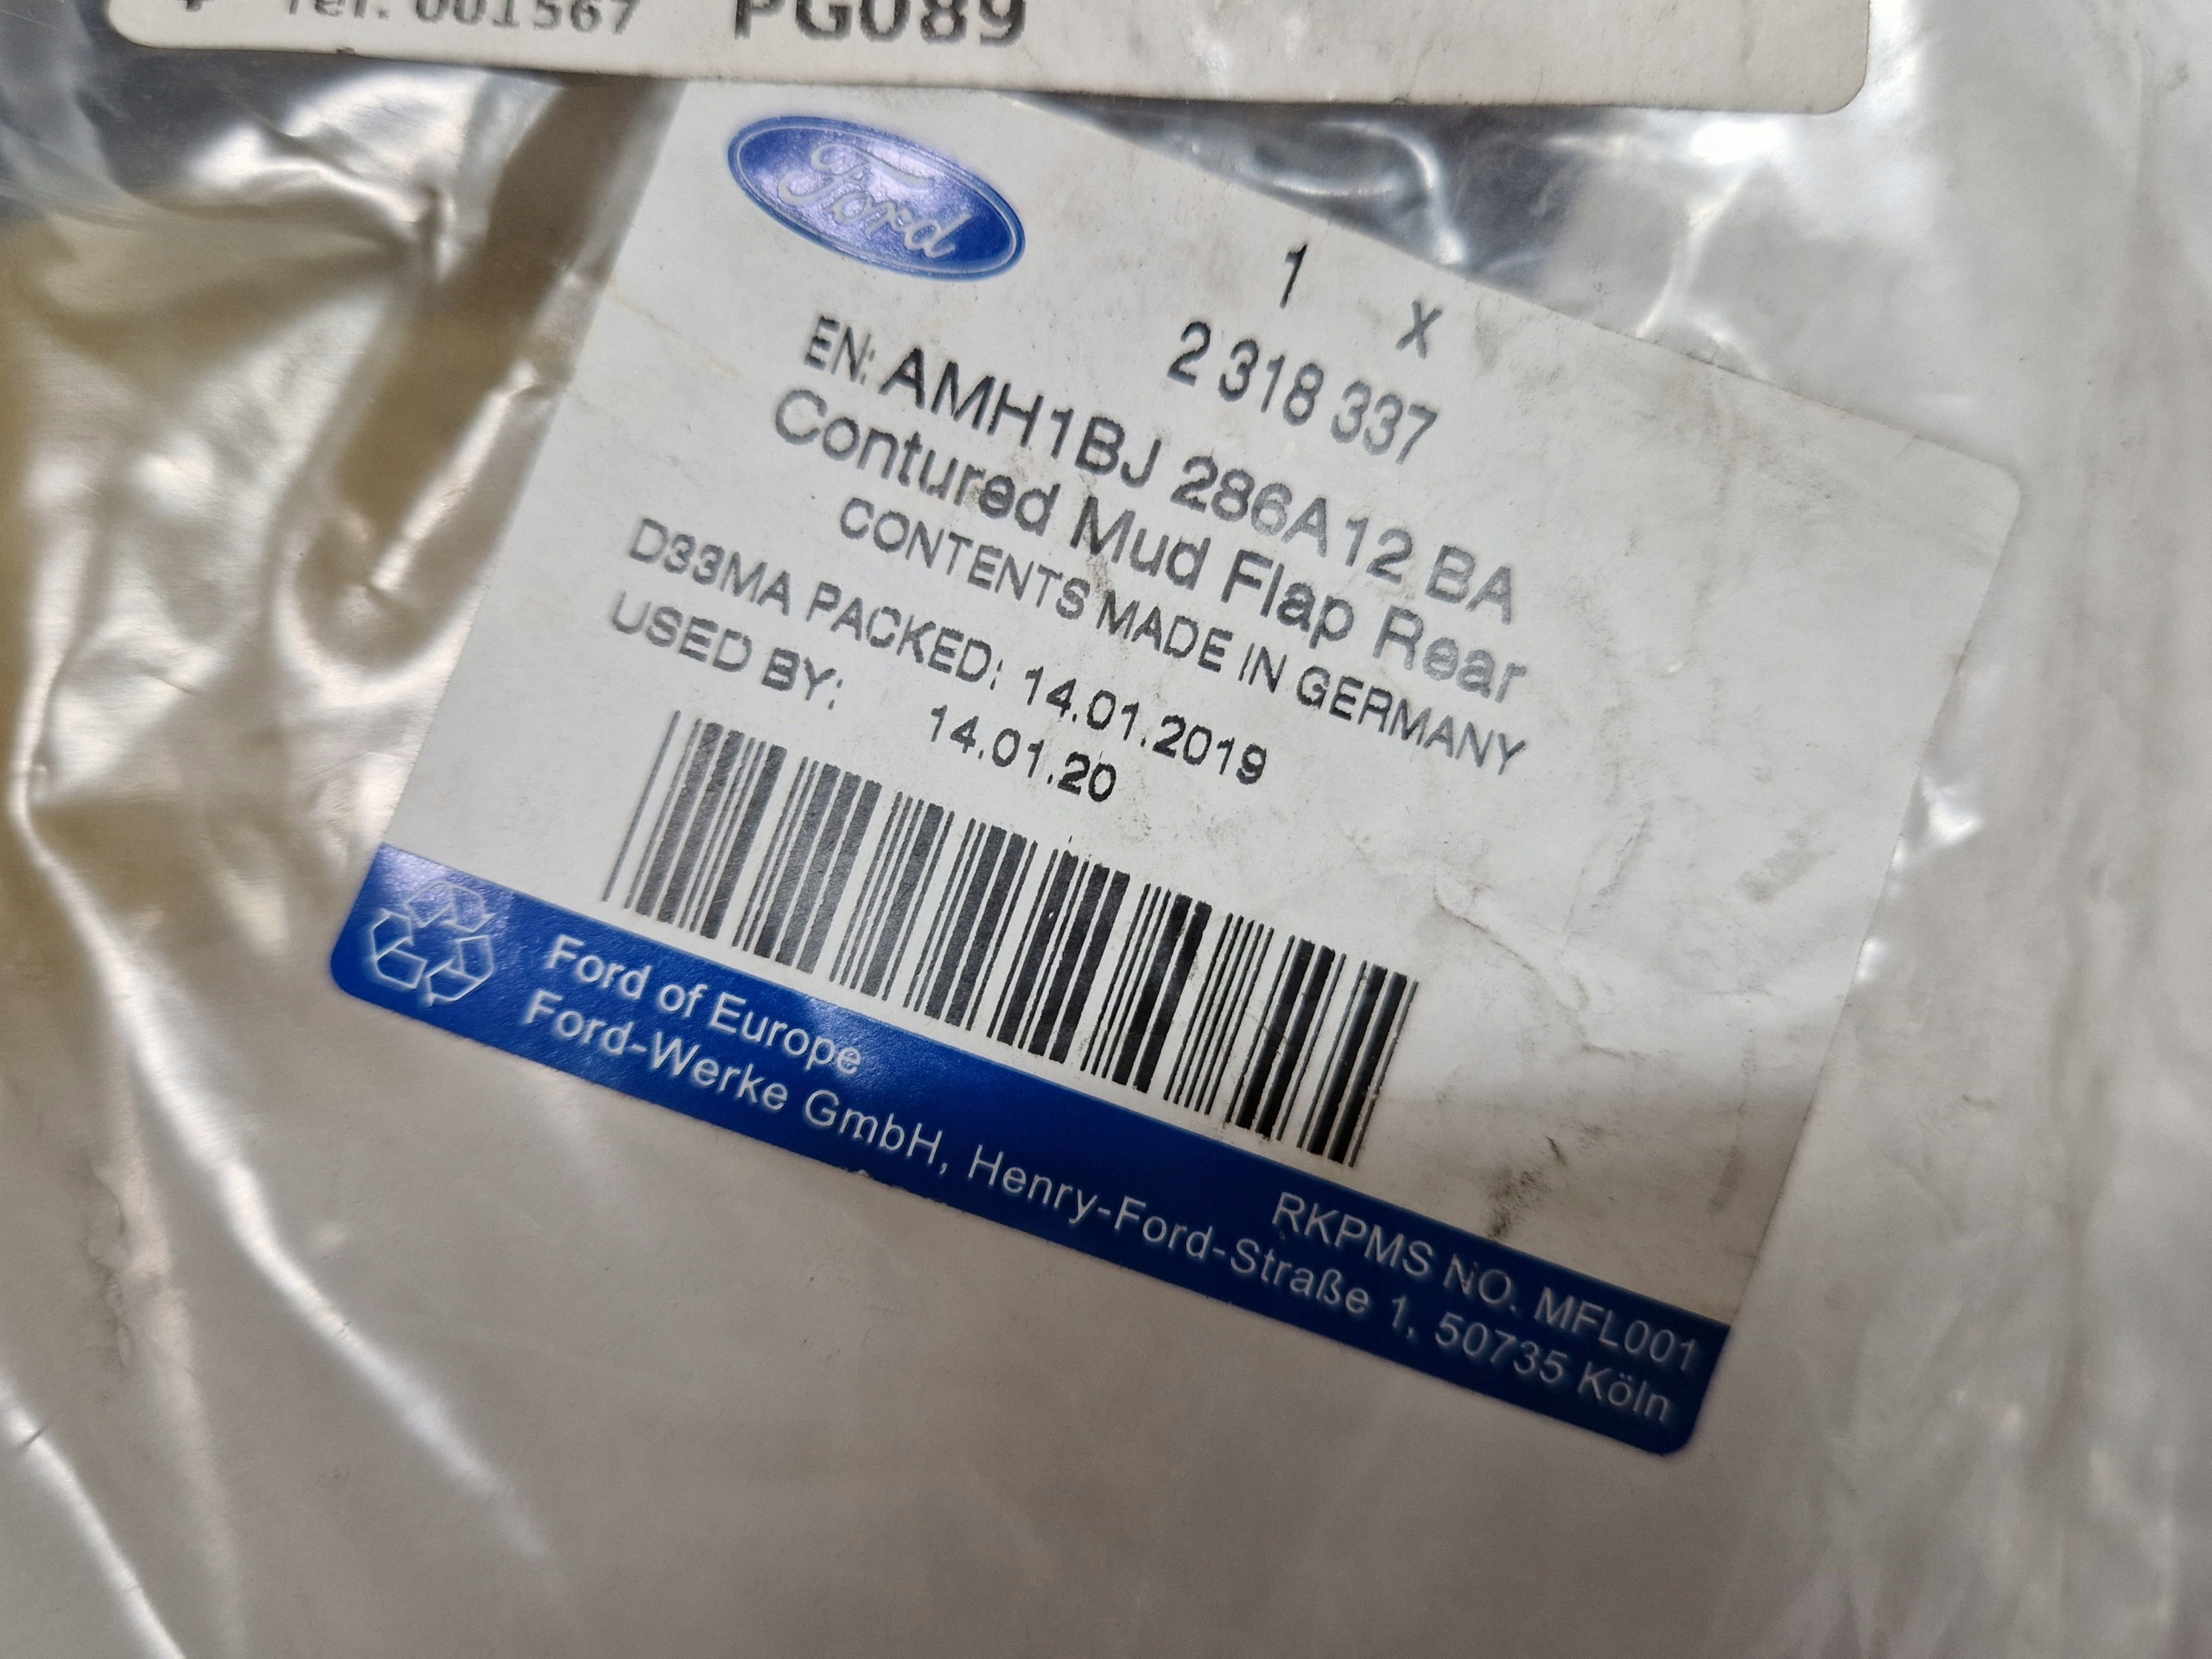 Tel. 001567 PG089
Ford
1 x
2 318 337
EN: AMH1BJ 286A12 BA
Contured Mud Flap Rear
CONTENTS MADE IN GERMANY
D33MA PACKED: 14.01.2019
USED BY: 14.01.20
Ford of Europe
RKPMS NO. MFL001
Ford-Werke GmbH, Henry-Ford-Straße 1, 50735 Köln